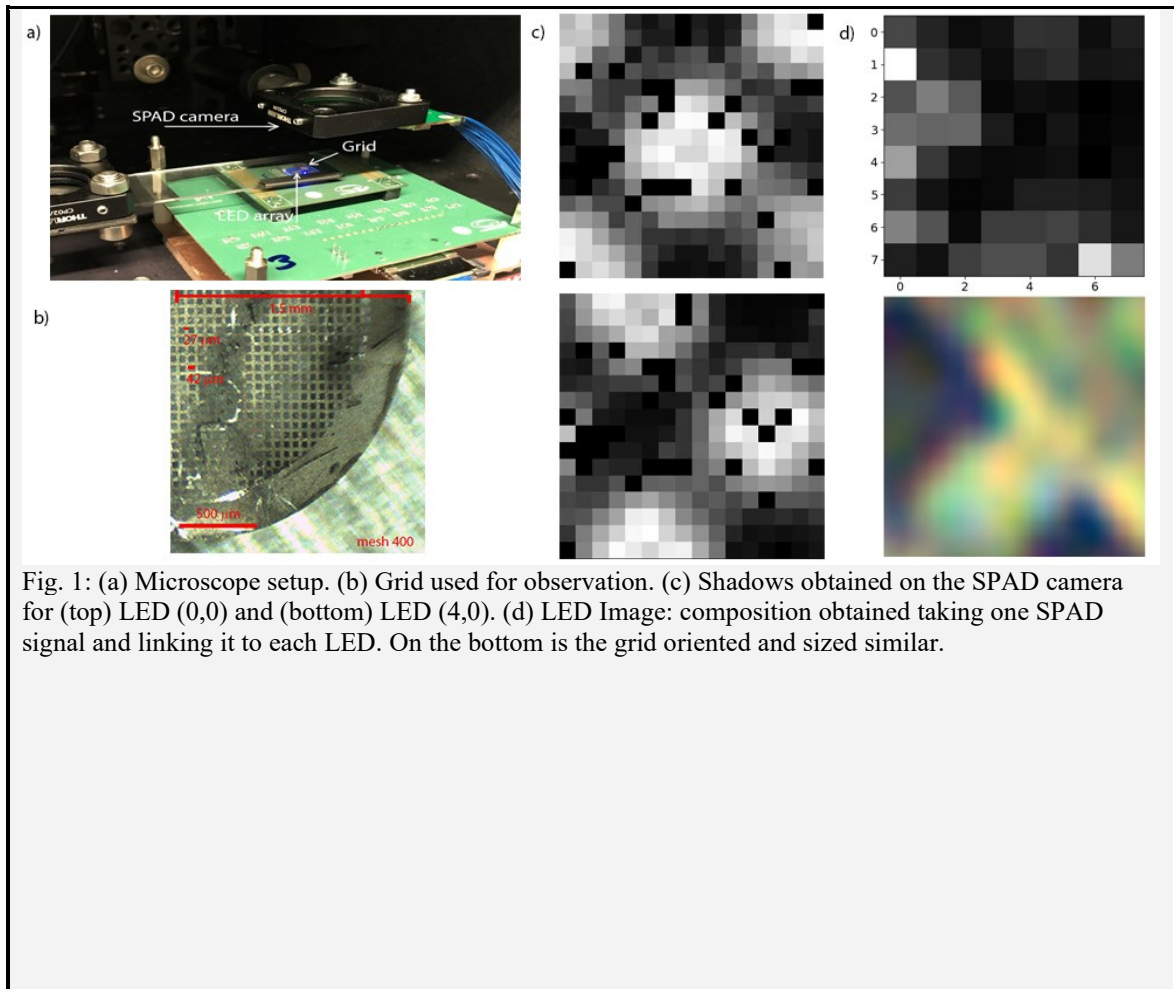 a)
SPAD camera
Grid
LED array
3
b)
1.5 mm
27 µm
42 µm
500 µm
mesh 400
c)
d)
0
1
2
3
4
5
6
7
0 2 4 6
Fig. 1: (a) Microscope setup. (b) Grid used for observation. (c) Shadows obtained on the SPAD camera
for (top) LED (0,0) and (bottom) LED (4,0). (d) LED Image: composition obtained taking one SPAD
signal and linking it to each LED. On the bottom is the grid oriented and sized similar.